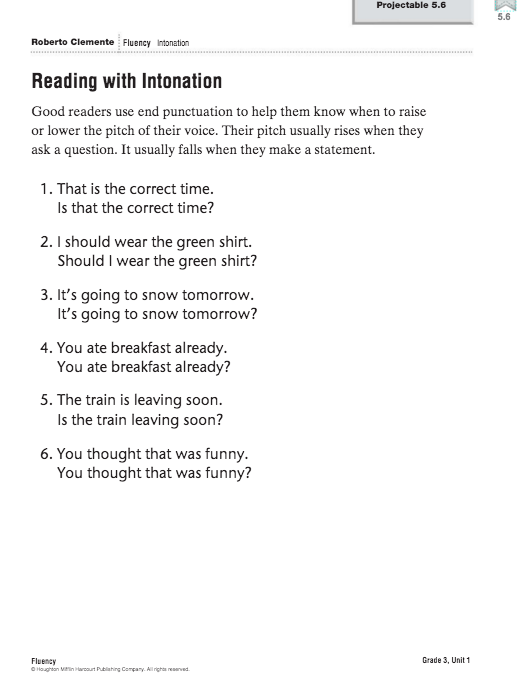 Projectable 5.6
5.6
Roberto Clemente Fluency Intonation
Reading with Intonation
Good readers use end punctuation to help them know when to raise
or lower the pitch of their voice. Their pitch usually rises when they
ask a question. It usually falls when they make a statement.
1. That is the correct time.
Is that the correct time?
2. I should wear the green shirt.
Should I wear the green shirt?
3. It's going to snow tomorrow.
It's going to snow tomorrow?
4. You ate breakfast already.
You ate breakfast already?
5. The train is leaving soon.
Is the train leaving soon?
6. You thought that was funny.
You thought that was funny?
Fluency
Grade 3, Unit 1
© Houghton Mifflin Harcourt Publishing Company. All rights reserved.